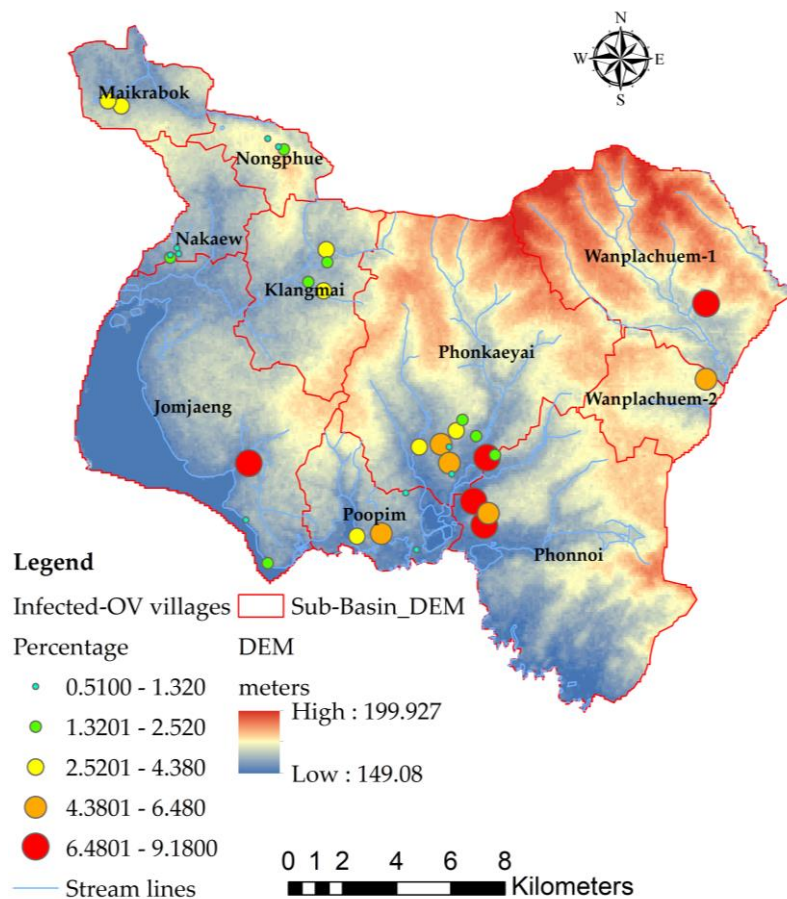 N
W E
S
Maikrabok
Nongphue
Nakaew
Klangmai
Wanplachuem-1
Phonkaeyai
Wanplachuem-2
Jomjaeng
Poopim
Phonnoi
Legend
Infected-OV villages Sub-Basin_DEM
Percentage DEM
0.5100 - 1.320 meters
1.3201 - 2.520 High : 199.927
2.5201 - 4.380 Low : 149.08
4.3801 - 6.480
6.4801 - 9.1800
Stream lines
0 1 2 4 6 8
Kilometers